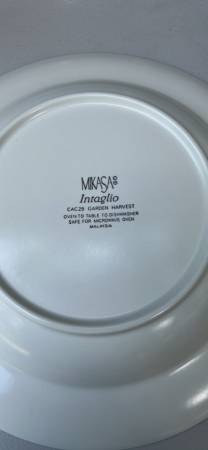 MIKASA®
Intaglio
CAC29 GARDEN HARVEST
OVEN TO TABLE TO DISHWASHER
SAFE FOR MICROWAVE OVEN
MALAYSIA